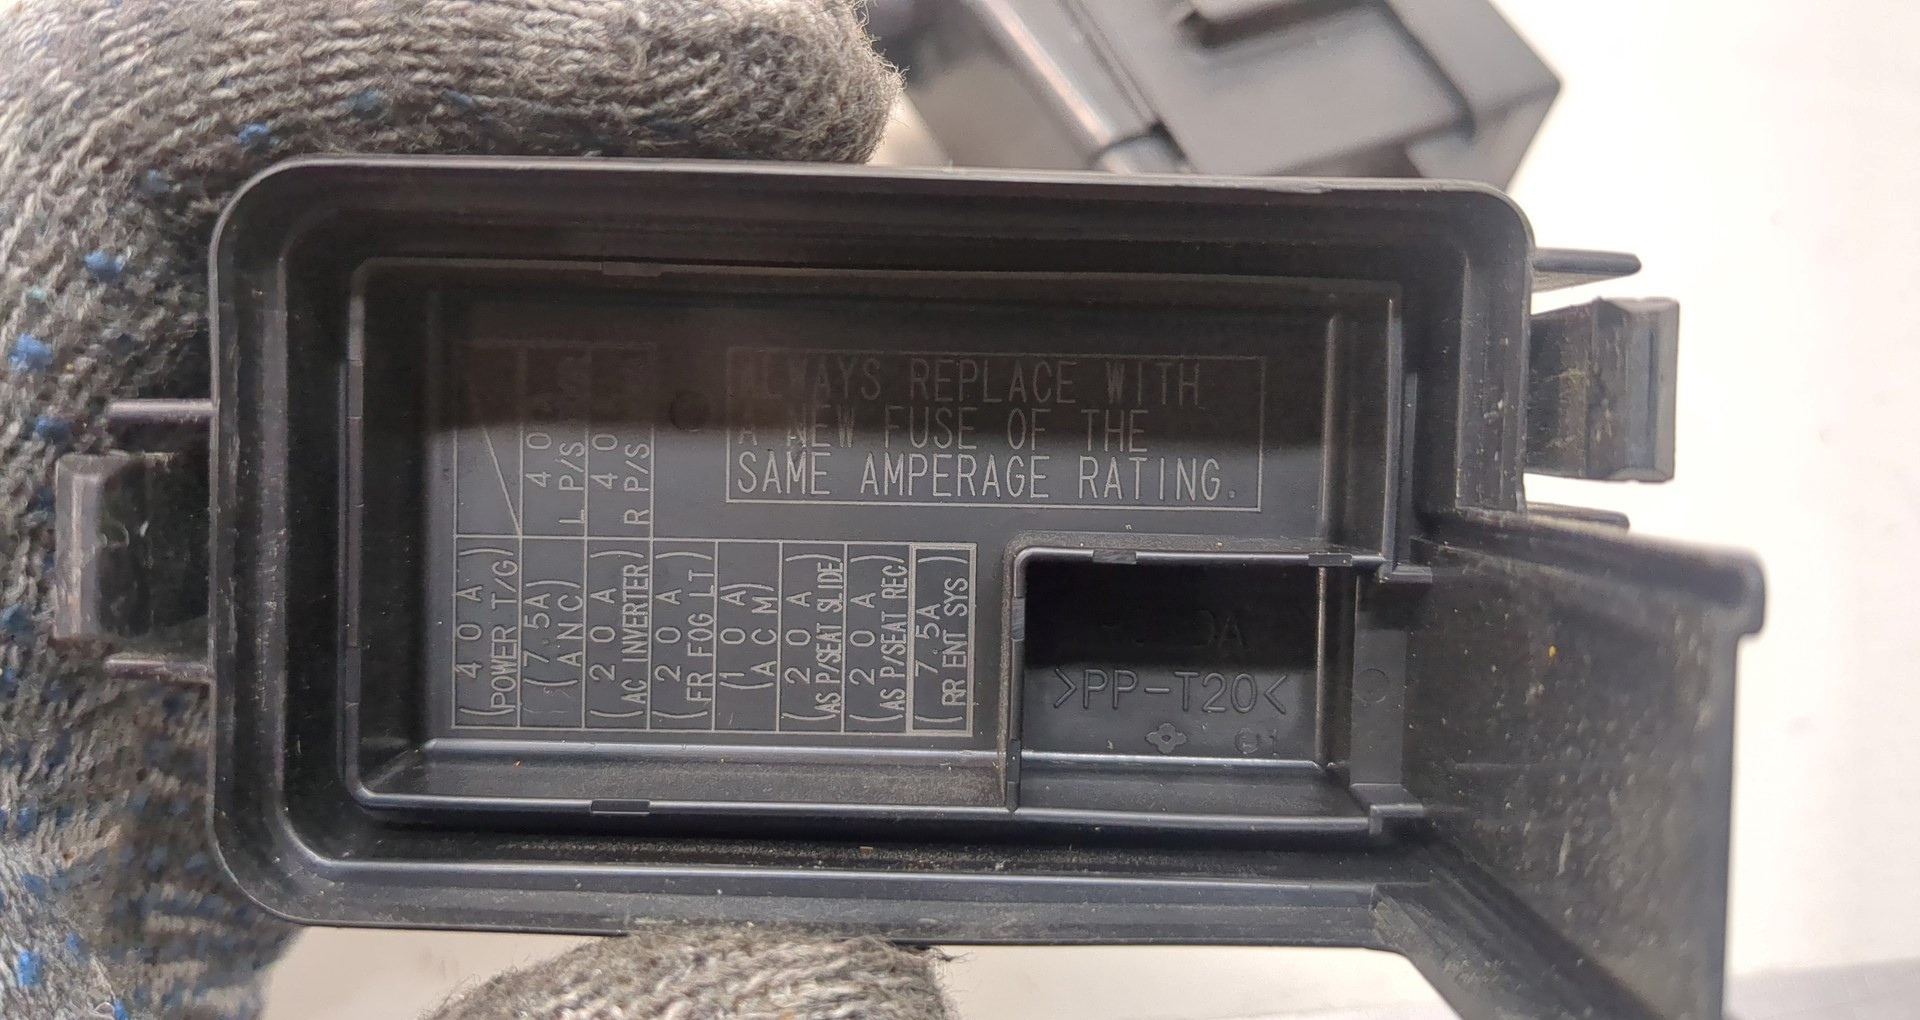 ALWAYS REPLACE WITH
A NEW FUSE OF THE
SAME AMPERAGE RATING.
40
L P/S
40
R P/S
(40A)
(POWER T/G)
(7.5A)
(ANC)
(20A)
(AC INVERTER)
(20A)
(FR FOG LT)
(10A)
(ACM)
(20A)
(AS P/SEAT SLIDE)
(20A)
(AS P/SEAT REC)
(7.5A)
(RR ENT SYS)
>PP-T20<